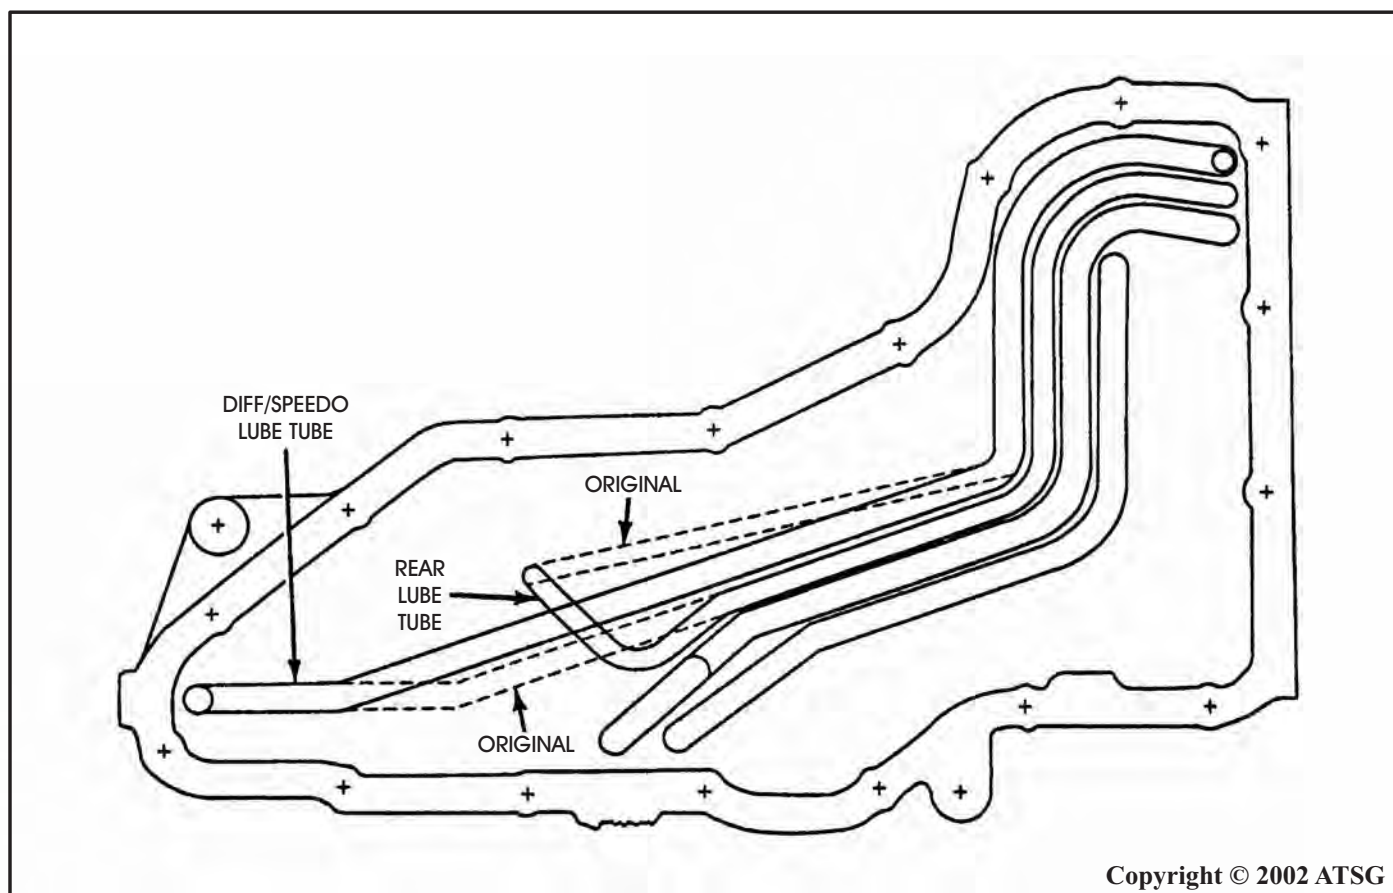 DIFF/SPEEDO
LUBE TUBE
ORIGINAL
REAR
LUBE
TUBE
ORIGINAL
Copyright © 2002 ATSG